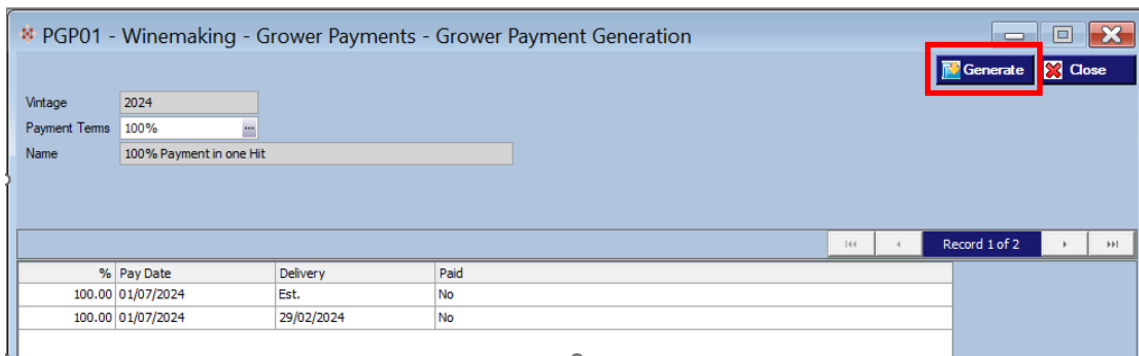 PGP01 - Winemaking - Grower Payments - Grower Payment Generation
Generate Close
Vintage 2024
Payment Terms 100% ...
Name 100% Payment in one Hit
Record 1 of 2
% Pay Date Delivery Paid
100.00 01/07/2024 Est. No
100.00 01/07/2024 29/02/2024 No